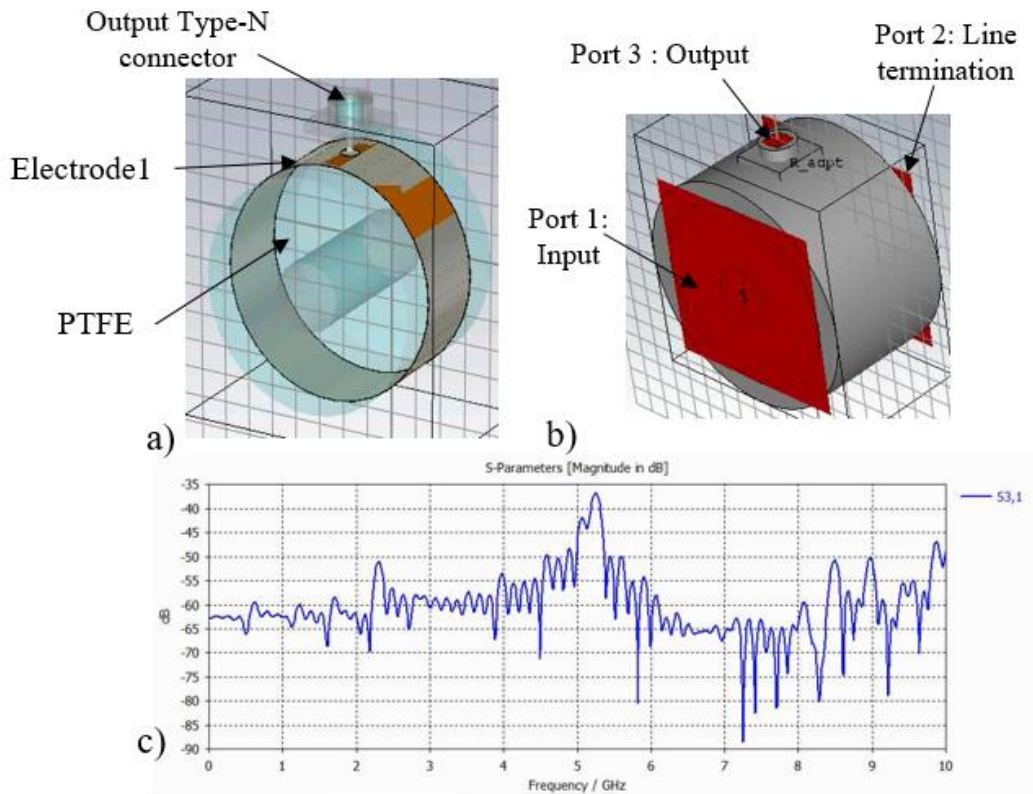 Output Type-N
connector
Electrode1
PTFE
a)
Port 3 : Output
Port 2: Line
termination
R_adpt
Port 1:
Input
1
b)
S-Parameters [Magnitude in dB]
S3,1
dB
-35
-40
-45
-50
-55
-60
-65
-70
-75
-80
-85
-90
0 1 2 3 4 5 6 7 8 9 10
Frequency / GHz
c)